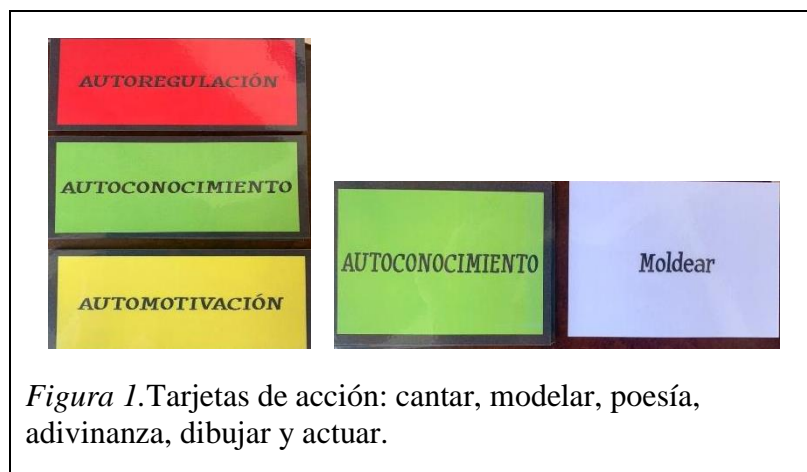 AUTOREGULACIÓN
AUTOCONOCIMIENTO
AUTOMOTIVACIÓN
AUTOCONOCIMIENTO
Moldear
Figura 1.Tarjetas de acción: cantar, modelar, poesía,
adivinanza, dibujar y actuar.